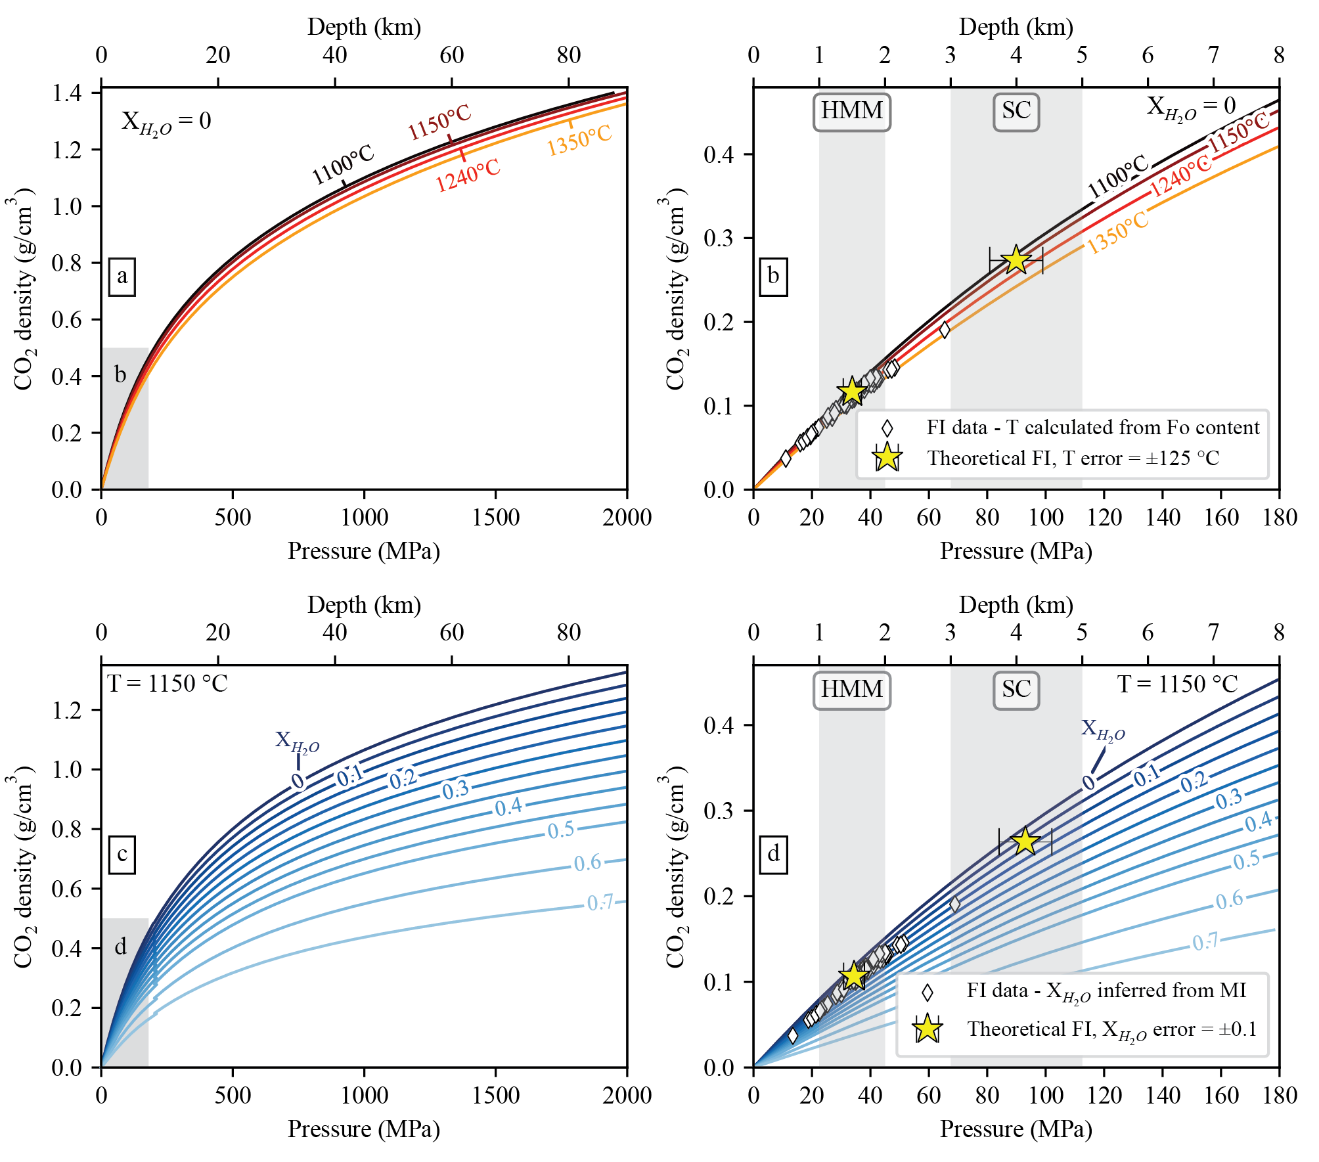 Depth (km)
0 20 40 60 80
1.4
1.2
1.0
0.8
0.6
0.4
0.2
0.0
CO₂ density (g/cm³)
X_{H₂O} = 0
1100°C
1150°C
1240°C
1350°C
a
b
0 500 1000 1500 2000
Pressure (MPa)
Depth (km)
0 1 2 3 4 5 6 7 8
0.4
0.3
0.2
0.1
0.0
CO₂ density (g/cm³)
HMM
SC
X_{H₂O} = 0
1100°C
1150°C
1240°C
1350°C
b
FI data - T calculated from Fo content
Theoretical FI, T error = ±125 °C
0 20 40 60 80 100 120 140 160 180
Pressure (MPa)
Depth (km)
0 20 40 60 80
1.2
1.0
0.8
0.6
0.4
0.2
0.0
CO₂ density (g/cm³)
T = 1150 °C
X_{H₂O}
0
0.1
0.2
0.3
0.4
0.5
0.6
0.7
c
d
0 500 1000 1500 2000
Pressure (MPa)
Depth (km)
0 1 2 3 4 5 6 7 8
0.4
0.3
0.2
0.1
0.0
CO₂ density (g/cm³)
HMM
SC
T = 1150 °C
X_{H₂O}
0
0.1
0.2
0.3
0.4
0.5
0.6
0.7
d
FI data - X_{H₂O} inferred from MI
Theoretical FI, X_{H₂O} error = ±0.1
0 20 40 60 80 100 120 140 160 180
Pressure (MPa)